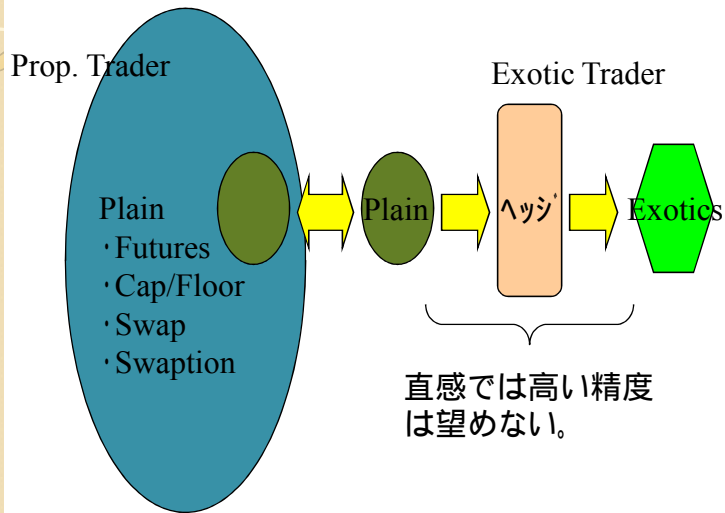 Prop. Trader
Exotic Trader
Plain
・Futures
・Cap/Floor
・Swap
・Swaption
Plain
ヘッジ
Exotics
直感では高い精度
は望めない。